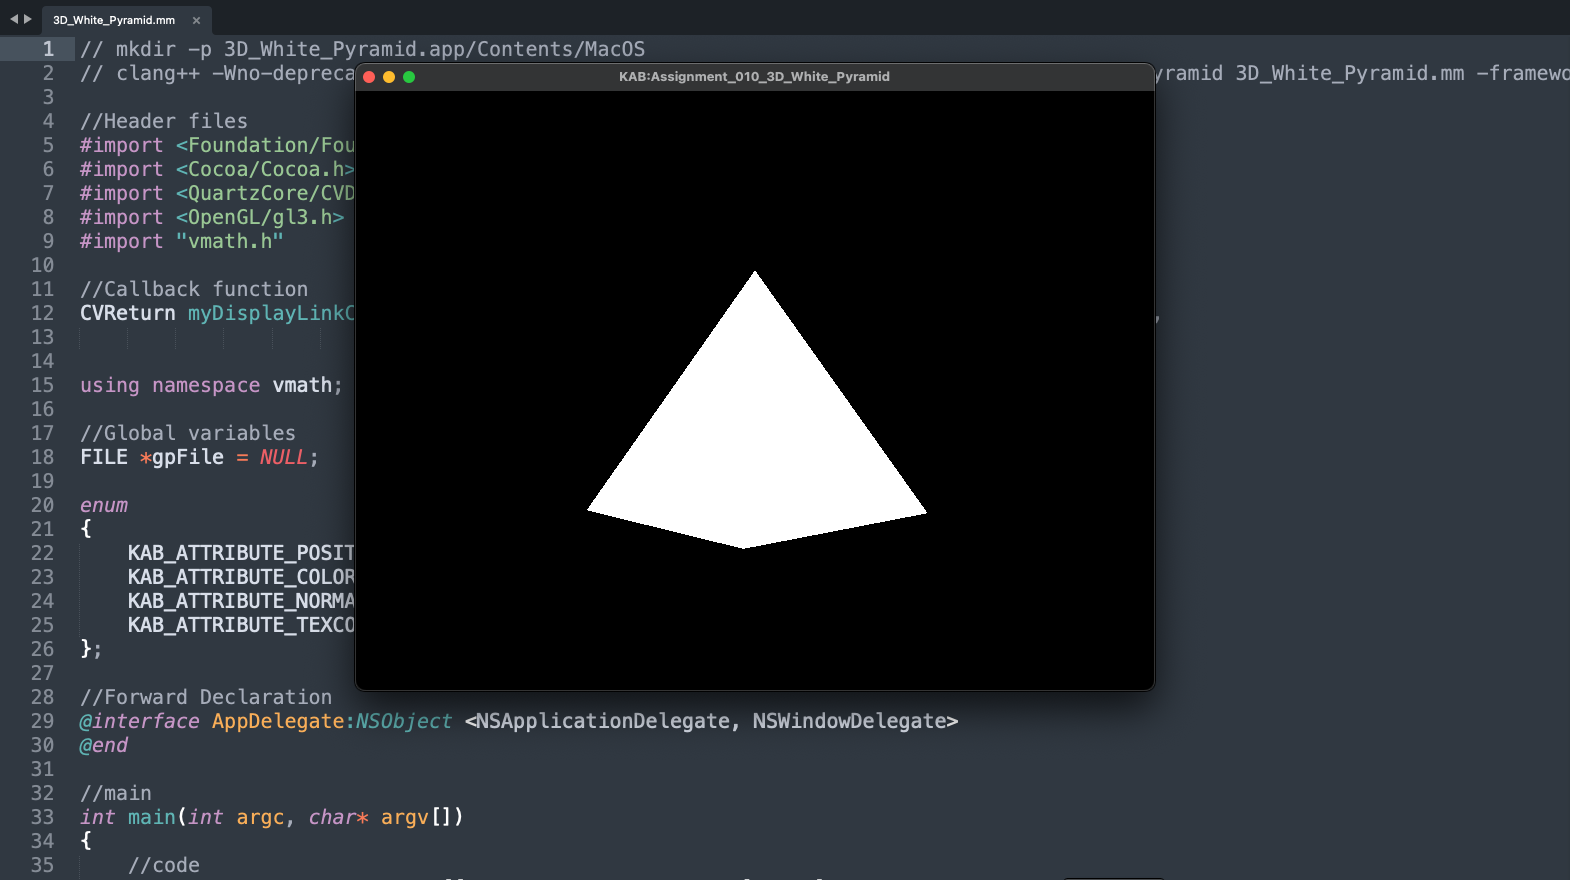 3D_White_Pyramid.mm ×
1 // mkdir -p 3D_White_Pyramid.app/Contents/MacOS
KAB:Assignment_010_3D_White_Pyramid
2 // clang++ -Wno-depreca yramid 3D_White_Pyramid.mm -framewo
3
4 //Header files
5 #import <Foundation/Fou
6 #import <Cocoa/Cocoa.h>
7 #import <QuartzCore/CVD
8 #import <OpenGL/gl3.h>
9 #import "vmath.h"
10
11 //Callback function
12 CVReturn myDisplayLinkC ,
13
14
15 using namespace vmath;
16
17 //Global variables
18 FILE *gpFile = NULL;
19
20 enum
21 {
22 KAB_ATTRIBUTE_POSIT
23 KAB_ATTRIBUTE_COLOR
24 KAB_ATTRIBUTE_NORMA
25 KAB_ATTRIBUTE_TEXCO
26 };
27
28 //Forward Declaration
29 @interface AppDelegate:NSObject <NSApplicationDelegate, NSWindowDelegate>
30 @end
31
32 //main
33 int main(int argc, char* argv[])
34 {
35 //code